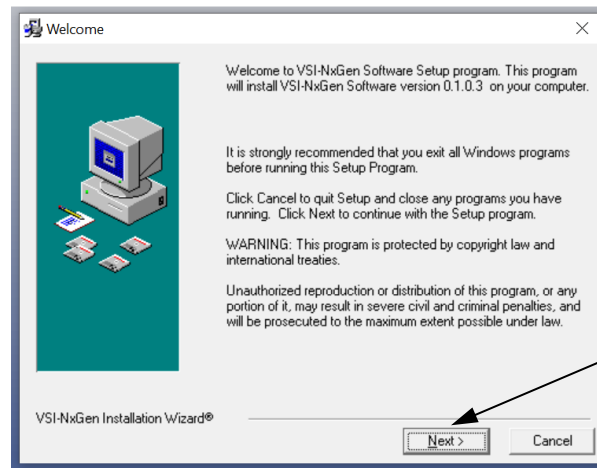 Welcome
Welcome to VSI-NxGen Software Setup program. This program
will install VSI-NxGen Software version 0.1.0.3 on your computer.
It is strongly recommended that you exit all Windows programs
before running this Setup Program.
Click Cancel to quit Setup and close any programs you have
running. Click Next to continue with the Setup program.
WARNING: This program is protected by copyright law and
international treaties.
Unauthorized reproduction or distribution of this program, or any
portion of it, may result in severe civil and criminal penalties, and
will be prosecuted to the maximum extent possible under law.
VSI-NxGen Installation Wizard®
Next > Cancel